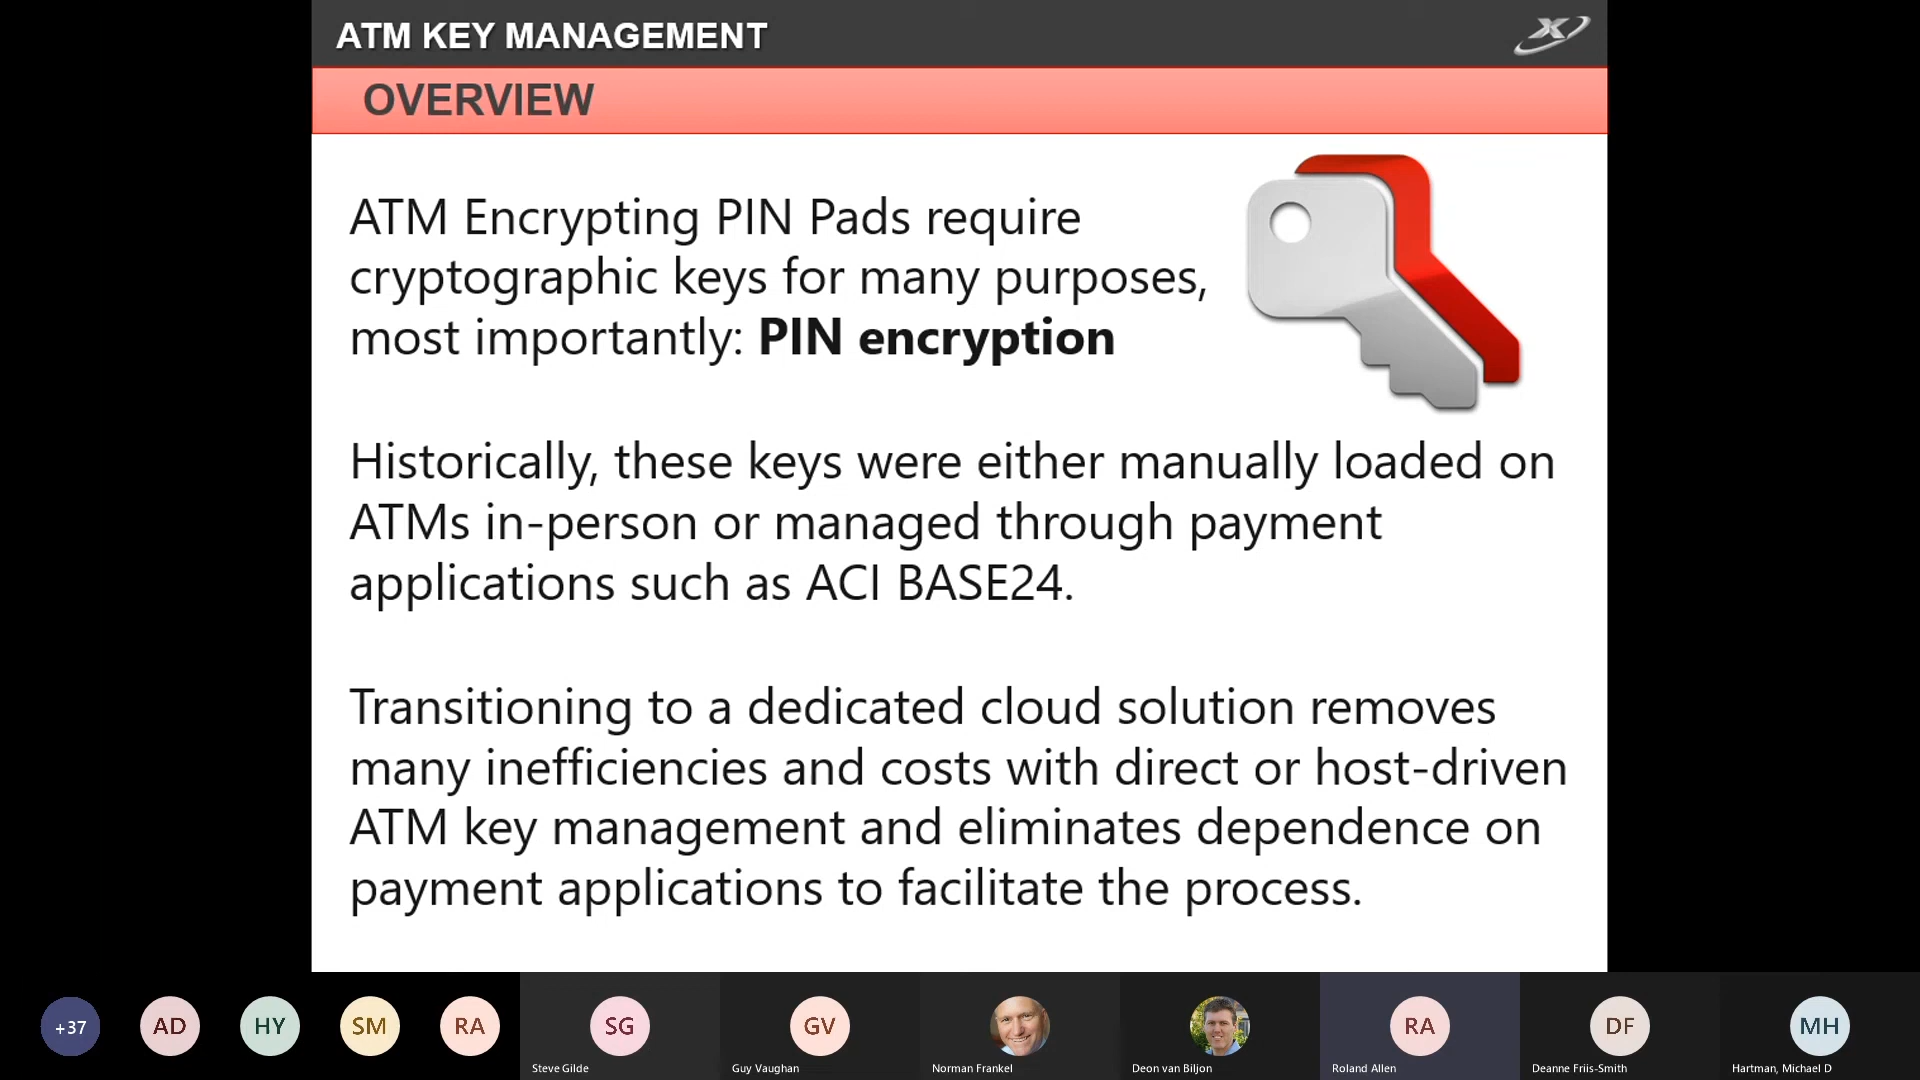 ATM KEY MANAGEMENT
X
OVERVIEW
ATM Encrypting PIN Pads require
cryptographic keys for many purposes,
most importantly: PIN encryption
Historically, these keys were either manually loaded on
ATMs in-person or managed through payment
applications such as ACI BASE24.
Transitioning to a dedicated cloud solution removes
many inefficiencies and costs with direct or host-driven
ATM key management and eliminates dependence on
payment applications to facilitate the process.
+37
AD
HY
SM
RA
SG
Steve Gilde
GV
Guy Vaughan
Norman Frankel
Deon van Biljon
RA
Roland Allen
DF
Deanne Friis-Smith
MH
Hartman, Michael D